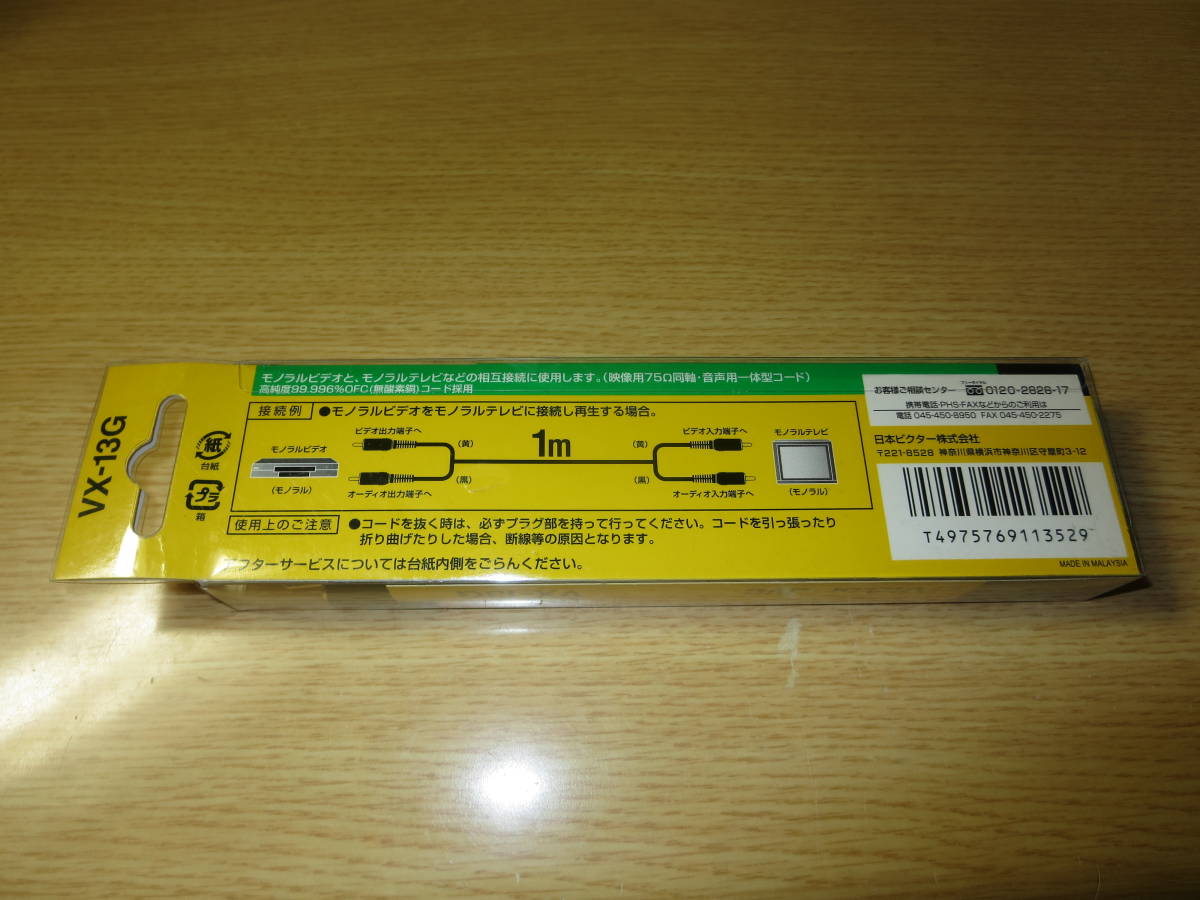 VX-13G
紙
台紙
プラ
箱
モノラルビデオと、モノラルテレビなどの相互接続に使用します。(映像用75Ω同軸・音声用一体型コード)
高純度99.996%OFC(無酸素銅)コード採用
接続例 ●モノラルビデオをモノラルテレビに接続し再生する場合。
モノラルビデオ
(モノラル)
ビデオ出力端子へ
(黄)
(黒)
オーディオ出力端子へ
1m
(黄)
(黒)
ビデオ入力端子へ
オーディオ入力端子へ
モノラルテレビ
(モノラル)
使用上のご注意 ●コードを抜く時は、必ずプラグ部を持って行ってください。コードを引っ張ったり
折り曲げたりした場合、断線等の原因となります。
アフターサービスについては台紙内側をごらんください。
フリーダイヤル
お客様ご相談センター 0120-2828-17
携帯電話・PHS・FAXなどからのご利用は
電話 045-450-8950 FAX 045-450-2275
日本ビクター株式会社
〒221-8528 神奈川県横浜市神奈川区守屋町3-12
T4975769113529
MADE IN MALAYSIA